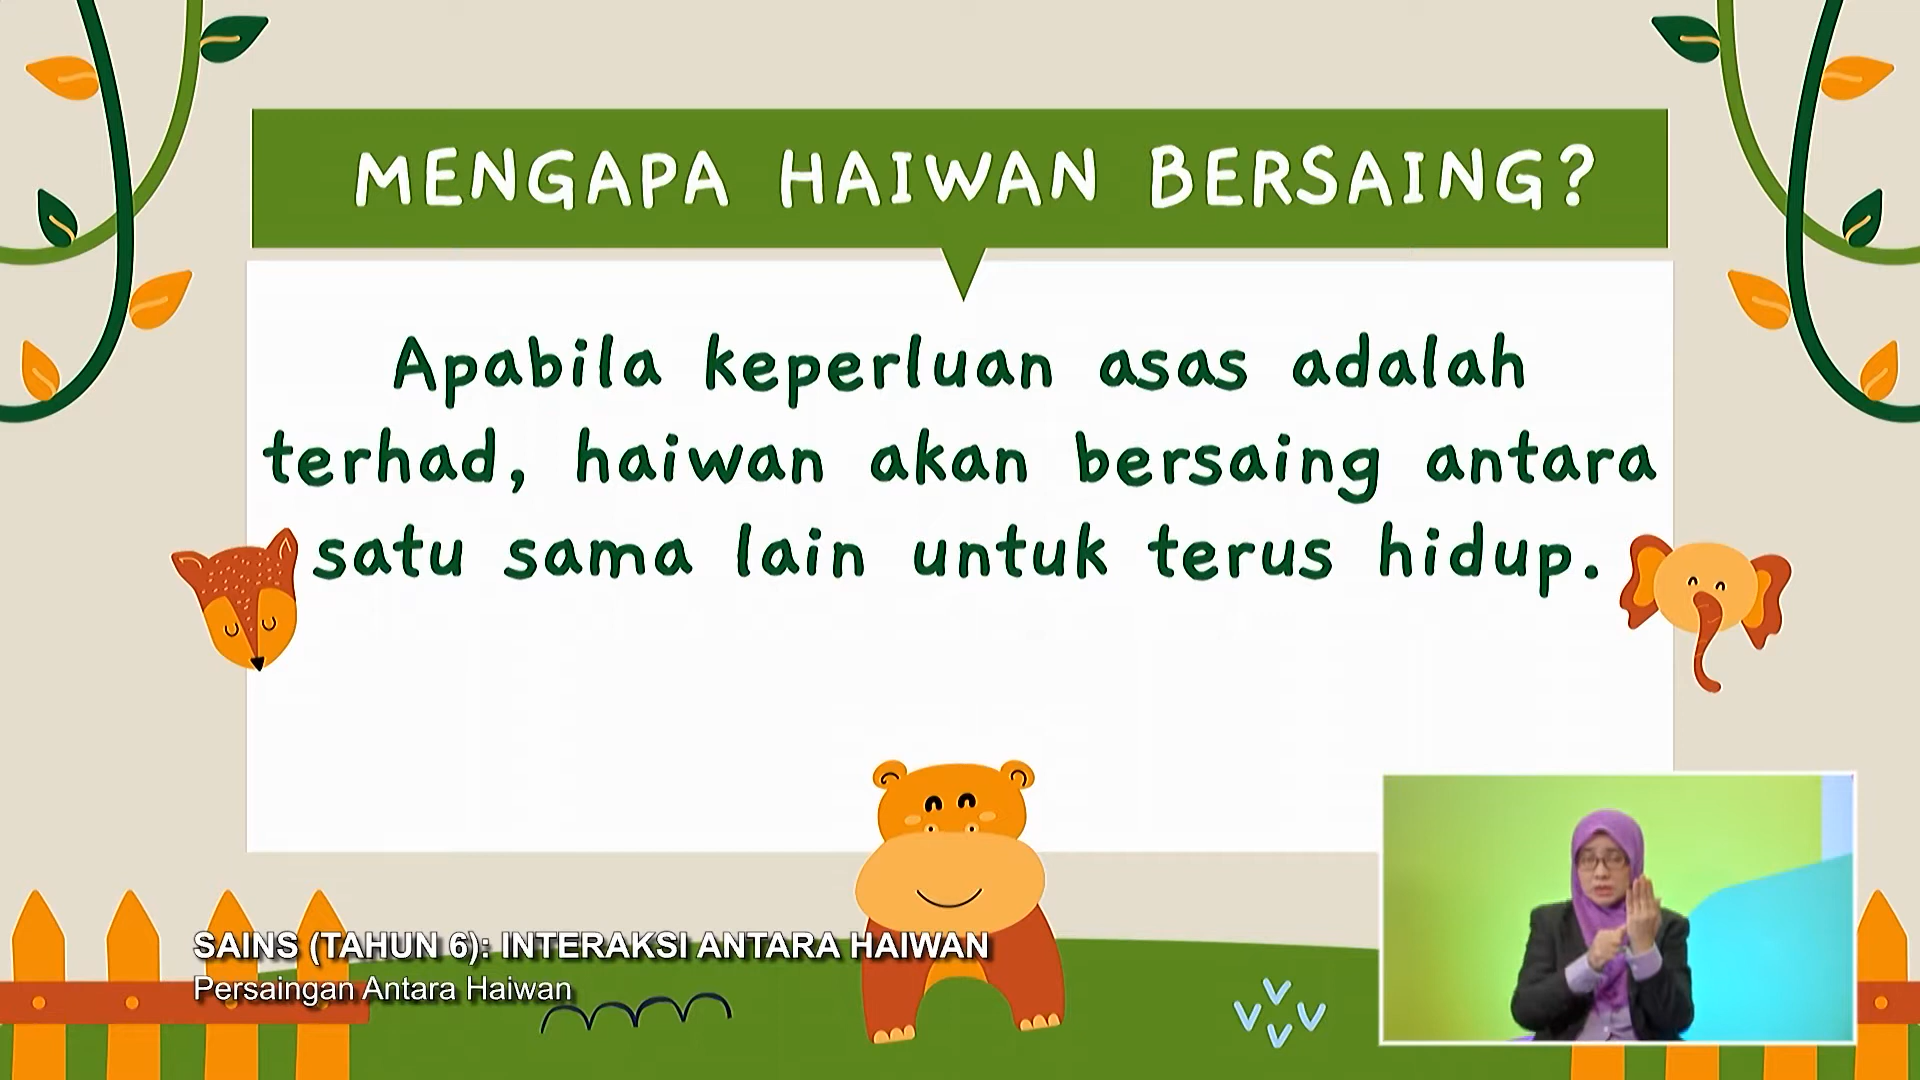 MENGAPA HAIWAN BERSAING?
Apabila keperluan asas adalah
terhad, haiwan akan bersaing antara
satu sama lain untuk terus hidup.
SAINS (TAHUN 6): INTERAKSI ANTARA HAIWAN
Persaingan Antara Haiwan